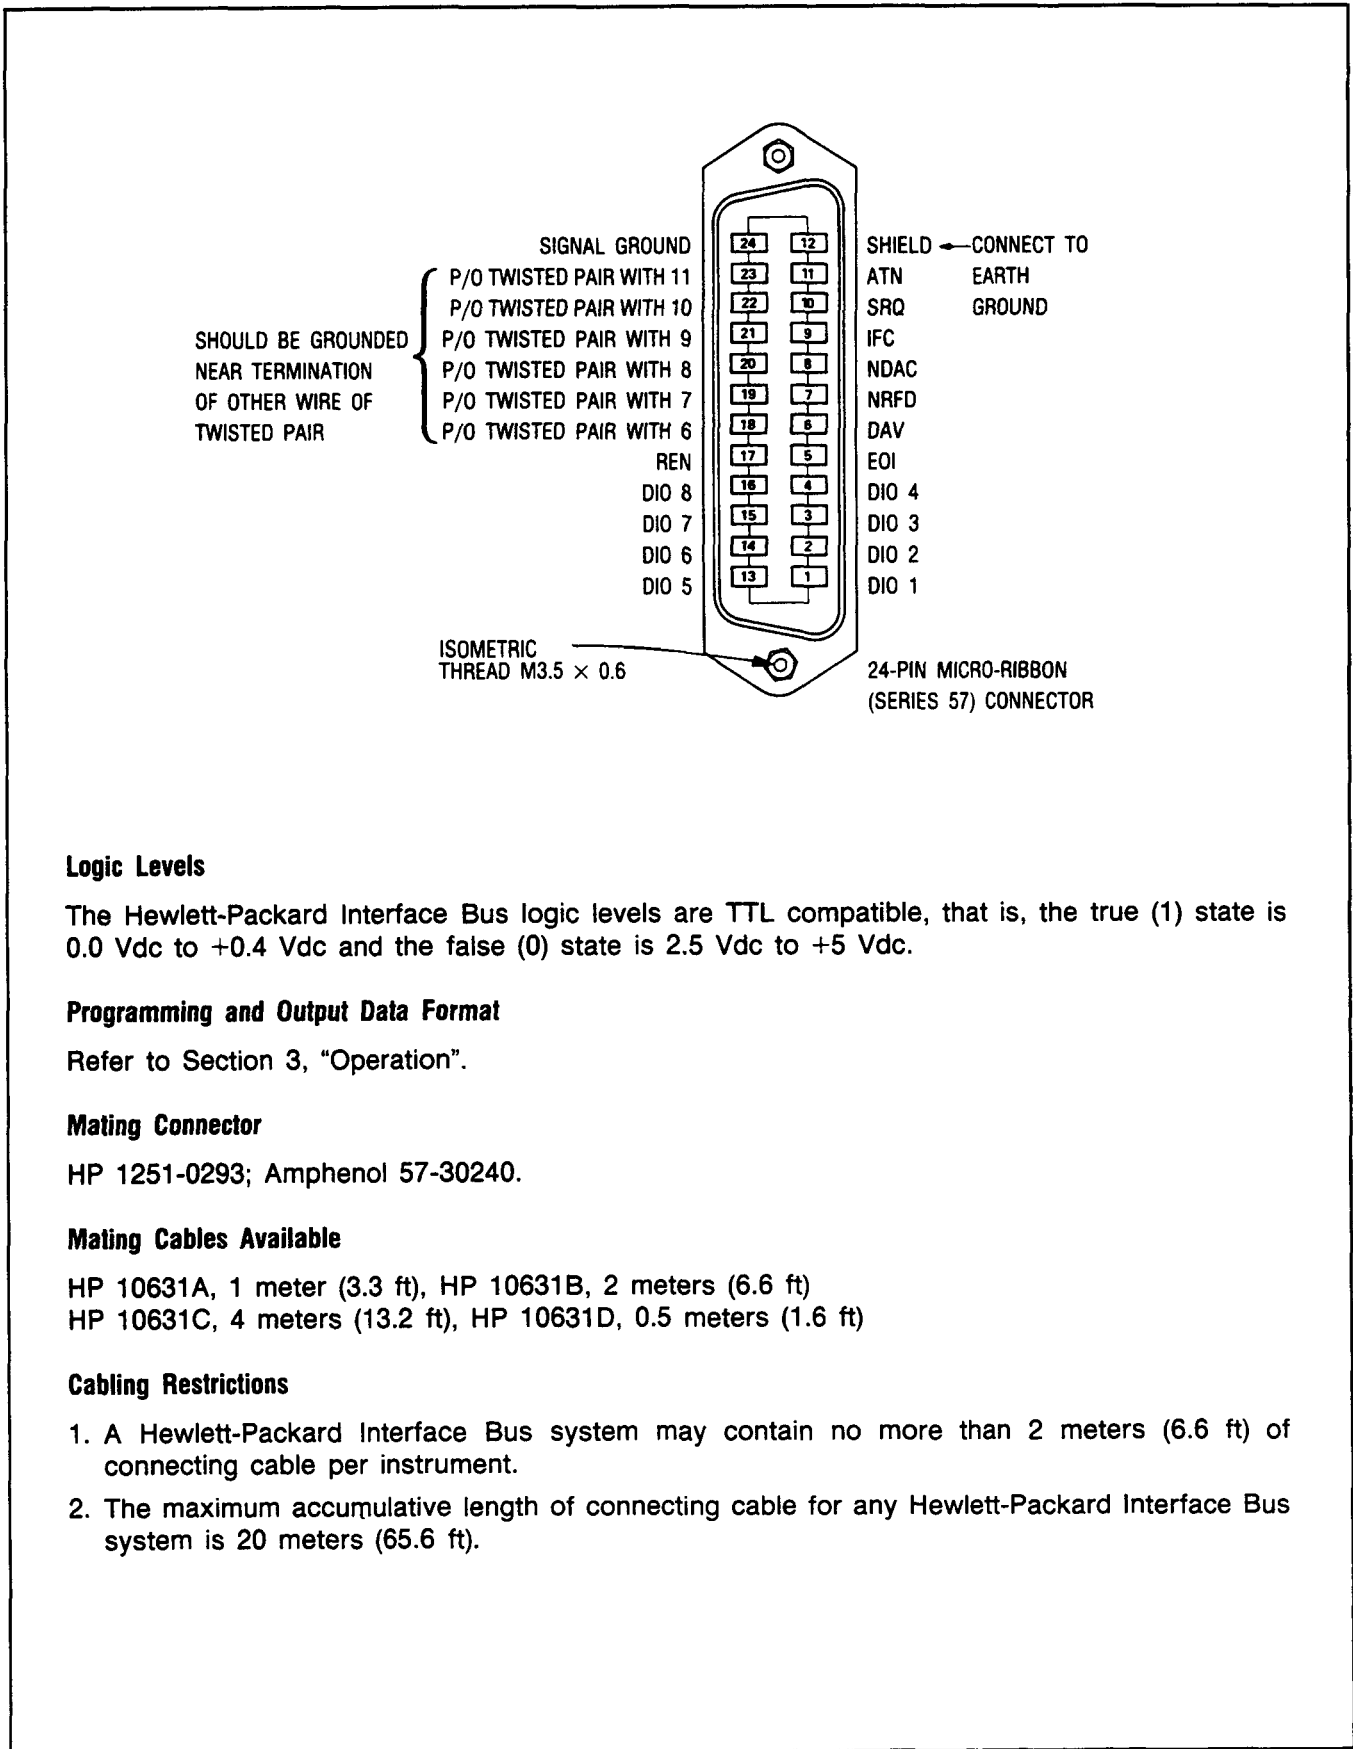 SIGNAL GROUND 24 12 SHIELD ←CONNECT TO
P/O TWISTED PAIR WITH 11 23 11 ATN EARTH
P/O TWISTED PAIR WITH 10 22 10 SRQ GROUND
SHOULD BE GROUNDED P/O TWISTED PAIR WITH 9 21 9 IFC
NEAR TERMINATION P/O TWISTED PAIR WITH 8 20 8 NDAC
OF OTHER WIRE OF P/O TWISTED PAIR WITH 7 19 7 NRFD
TWISTED PAIR P/O TWISTED PAIR WITH 6 18 6 DAV
REN 17 5 EOI
DIO 8 16 4 DIO 4
DIO 7 15 3 DIO 3
DIO 6 14 2 DIO 2
DIO 5 13 1 DIO 1
ISOMETRIC
THREAD M3.5 × 0.6
24-PIN MICRO-RIBBON
(SERIES 57) CONNECTOR
Logic Levels
The Hewlett-Packard Interface Bus logic levels are TTL compatible, that is, the true (1) state is
0.0 Vdc to +0.4 Vdc and the false (0) state is 2.5 Vdc to +5 Vdc.
Programming and Output Data Format
Refer to Section 3, “Operation”.
Mating Connector
HP 1251-0293; Amphenol 57-30240.
Mating Cables Available
HP 10631A, 1 meter (3.3 ft), HP 10631B, 2 meters (6.6 ft)
HP 10631C, 4 meters (13.2 ft), HP 10631D, 0.5 meters (1.6 ft)
Cabling Restrictions
1. A Hewlett-Packard Interface Bus system may contain no more than 2 meters (6.6 ft) of
connecting cable per instrument.
2. The maximum accumulative length of connecting cable for any Hewlett-Packard Interface Bus
system is 20 meters (65.6 ft).